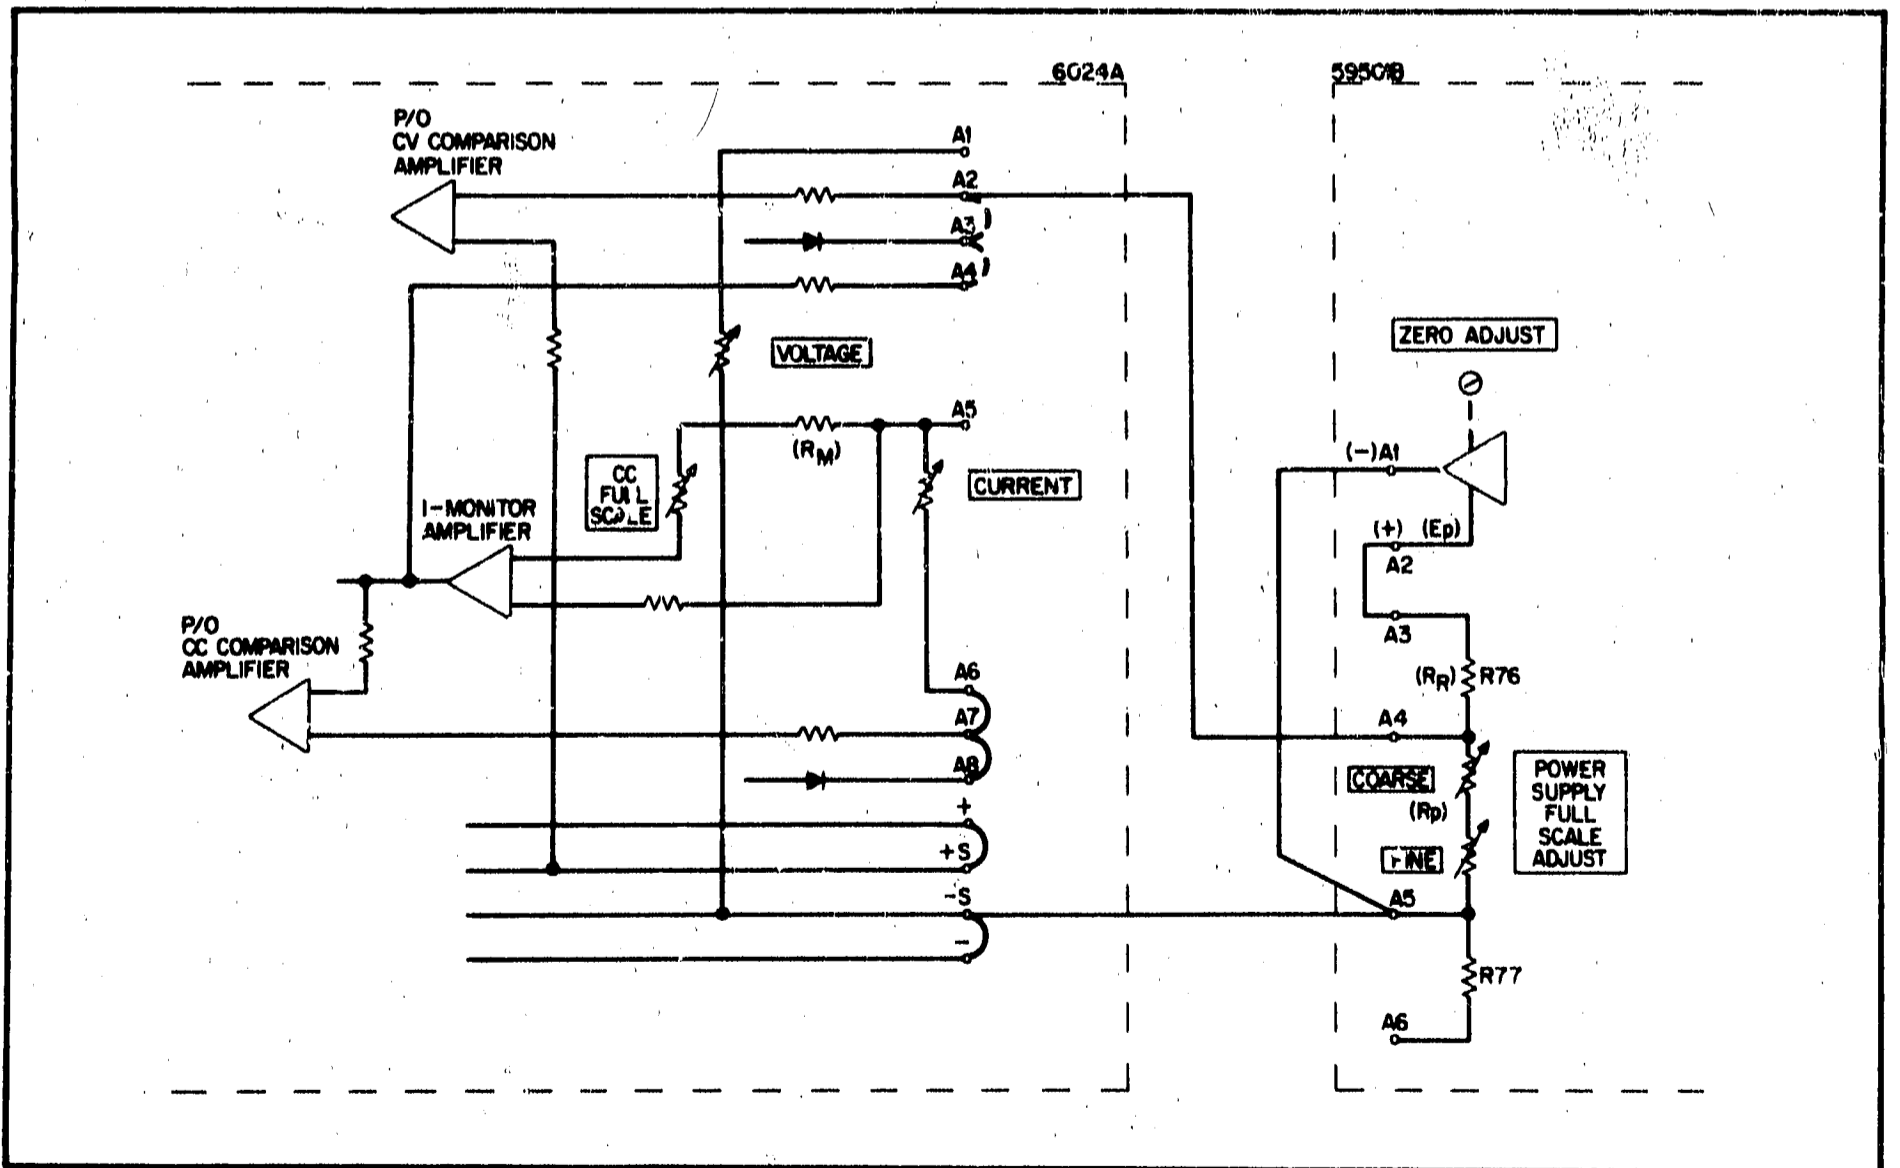 6024A
59501B
P/O
CV COMPARISON
AMPLIFIER
A1
A2
A3
A4
VOLTAGE
ZERO ADJUST
A5
(RM)
CC
FULL
SCALE
CURRENT
(-) A1
I-MONITOR
AMPLIFIER
(+) (Ep)
A2
A3
P/O
CC COMPARISON
AMPLIFIER
A6
(RR) R76
A7
A4
A8
COARSE
POWER
SUPPLY
FULL
SCALE
ADJUST
+
(Rp)
+S
FINE
-S
A5
-
R77
A6